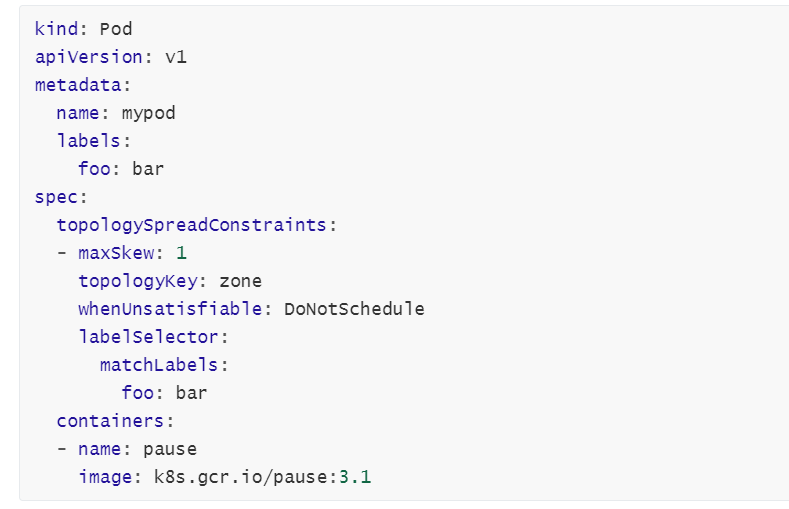 kind: Pod
apiVersion: v1
metadata:
  name: mypod
  labels:
    foo: bar
spec:
  topologySpreadConstraints:
  - maxSkew: 1
    topologyKey: zone
    whenUnsatisfiable: DoNotSchedule
    labelSelector:
      matchLabels:
        foo: bar
  containers:
  - name: pause
    image: k8s.gcr.io/pause:3.1